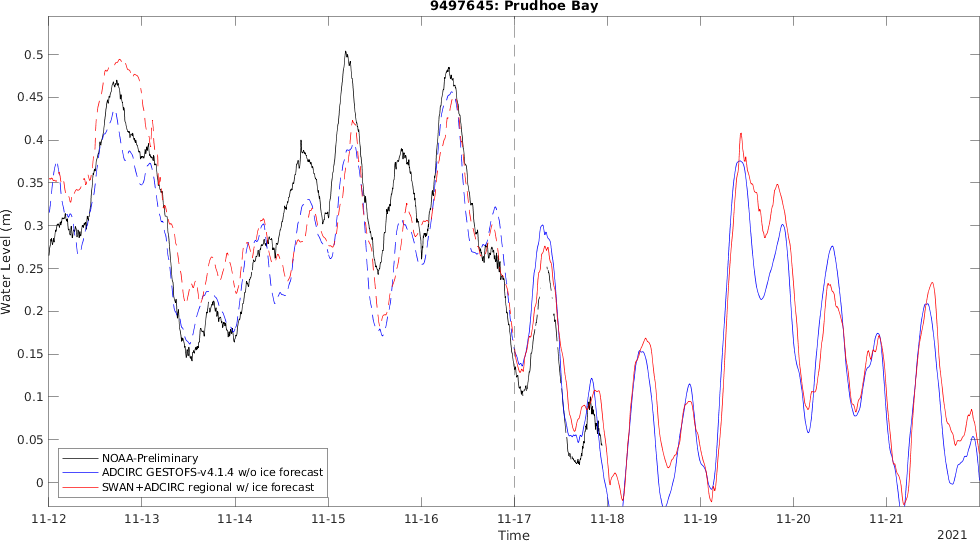 9497645: Prudhoe Bay
Water Level (m)
0.5
0.45
0.4
0.35
0.3
0.25
0.2
0.15
0.1
0.05
0
NOAA-Preliminary
ADCIRC GESTOFS-v4.1.4 w/o ice forecast
SWAN+ADCIRC regional w/ ice forecast
11-12 11-13 11-14 11-15 11-16 11-17 11-18 11-19 11-20 11-21
Time
2021